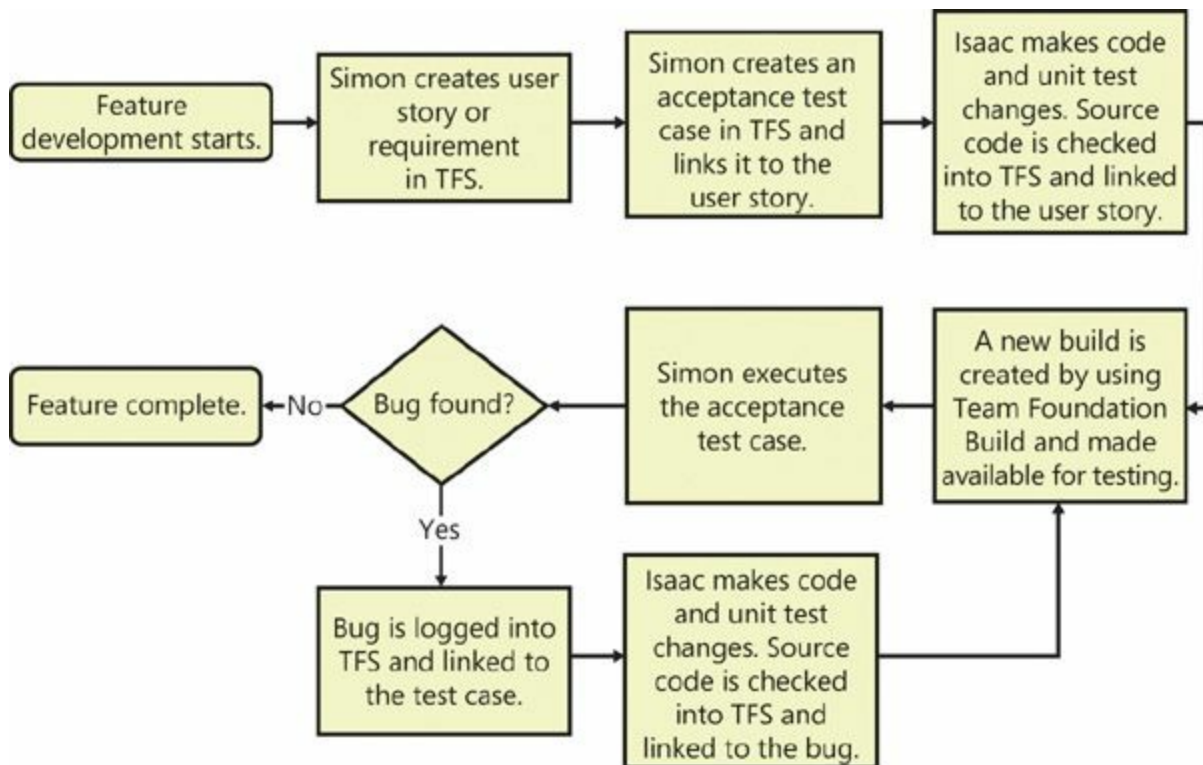 Feature
development starts.
Simon creates user
story or
requirement
in TFS.
Simon creates an
acceptance test
case in TFS and
links it to the
user story.
Isaac makes code
and unit test
changes. Source
code is checked
into TFS and linked
to the user story.
A new build is
created by using
Team Foundation
Build and made
available for testing.
Simon executes
the acceptance
test case.
Bug found?
No
Feature complete.
Yes
Bug is logged into
TFS and linked to
the test case.
Isaac makes code
and unit test
changes. Source
code is checked
into TFS and
linked to the bug.